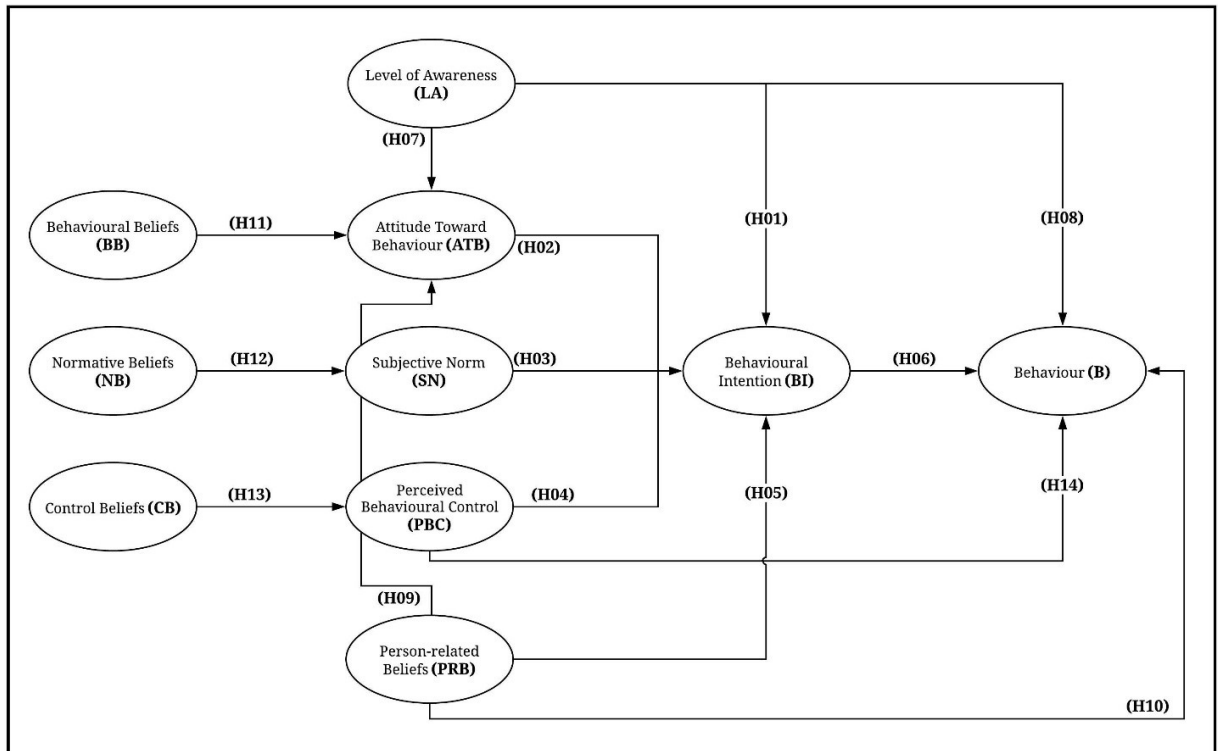 Level of Awareness
(LA)
(H07)
(H01)
(H08)
Behavioural Beliefs
(BB)
(H11)
Attitude Toward
Behaviour (ATB)
(H02)
Normative Beliefs
(NB)
(H12)
Subjective Norm
(SN)
(H03)
Behavioural
Intention (BI)
(H06)
Behaviour (B)
Control Beliefs (CB)
(H13)
Perceived
Behavioural Control
(PBC)
(H04)
(H05)
(H14)
(H09)
Person-related
Beliefs (PRB)
(H10)